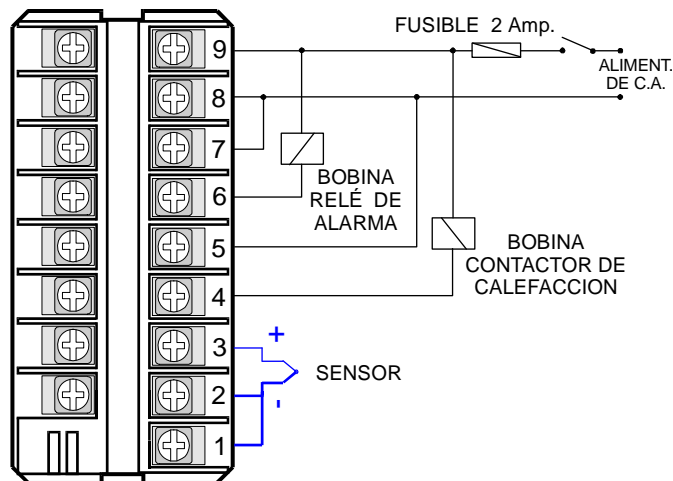 FUSIBLE 2 Amp.
9
ALIMENT.
DE C.A.
8
7
BOBINA
RELÉ DE
ALARMA
6
5
BOBINA
CONTACTOR DE
CALEFACCION
4
+
3
SENSOR
2
-
1